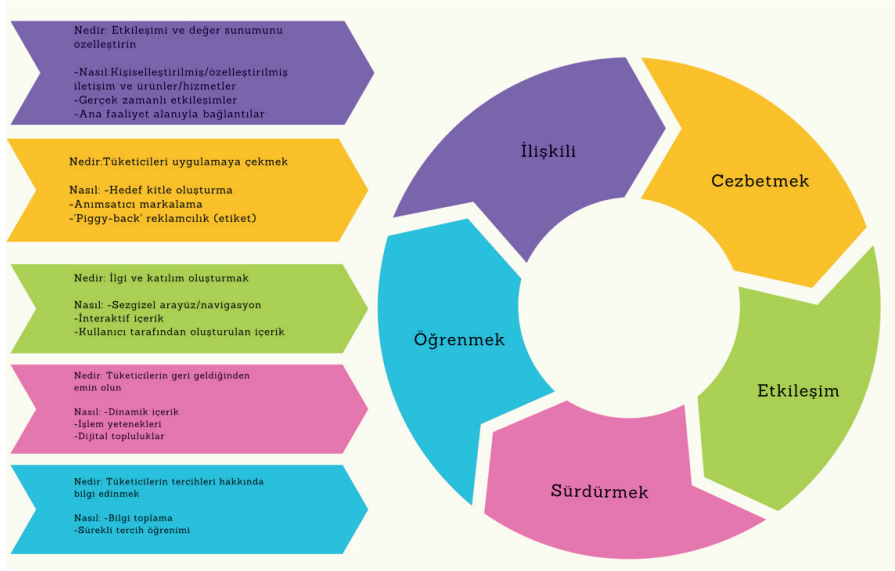 Nedir: Etkileşimi ve değer sunumunu
özelleştirin
-Nasıl:Kişiselleştirilmiş/özelleştirilmiş
iletişim ve ürünler/hizmetler
-Gerçek zamanlı etkileşimler
-Ana faaliyet alanıyla bağlantılar
Nedir:Tüketicileri uygulamaya çekmek
Nasıl: -Hedef kitle oluşturma
-Anımsatıcı markalama
-'Piggy-back' reklamcılık (etiket)
Nedir: İlgi ve katılım oluşturmak
Nasıl: -Sezgizel arayüz/navigasyon
-İnteraktif içerik
-Kullanıcı tarafından oluşturulan içerik
Nedir: Tüketicilerin geri geldiğinden
emin olun
Nasıl: -Dinamik içerik
-İşlem yetenekleri
-Dijital topluluklar
Nedir: Tüketicilerin tercihleri hakkında
bilgi edinmek
Nasıl: -Bilgi toplama
-Sürekli tercih öğrenimi
İlişkili
Cezbetmek
Etkileşim
Sürdürmek
Öğrenmek